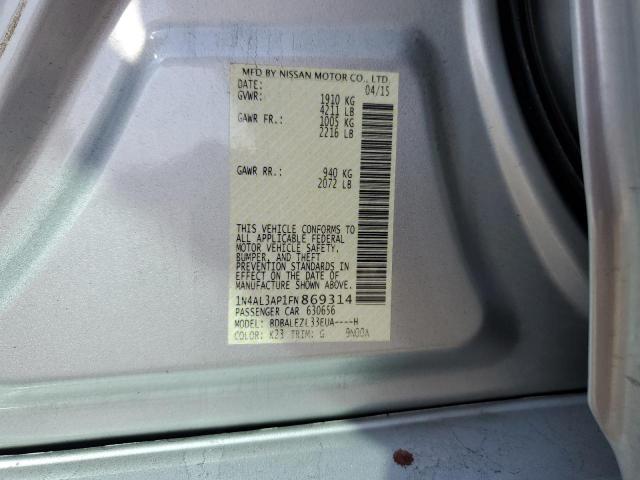 MFD BY NISSAN MOTOR CO., LTD.
DATE: 04/15
GVWR: 1910 KG
4211 LB
GAWR FR.: 1005 KG
2216 LB
GAWR RR.: 940 KG
2072 LB
THIS VEHICLE CONFORMS TO
ALL APPLICABLE FEDERAL
MOTOR VEHICLE SAFETY,
BUMPER, AND THEFT
PREVENTION STANDARDS IN
EFFECT ON THE DATE OF
MANUFACTURE SHOWN ABOVE.
1N4AL3AP1FN869314
PASSENGER CAR 630656
MODEL: BDBALEZL33EUA----H
COLOR: K23 TRIM: G 9N00A